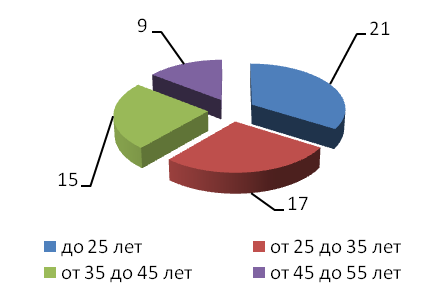 9
21
15
17
до 25 лет
от 25 до 35 лет
от 35 до 45 лет
от 45 до 55 лет